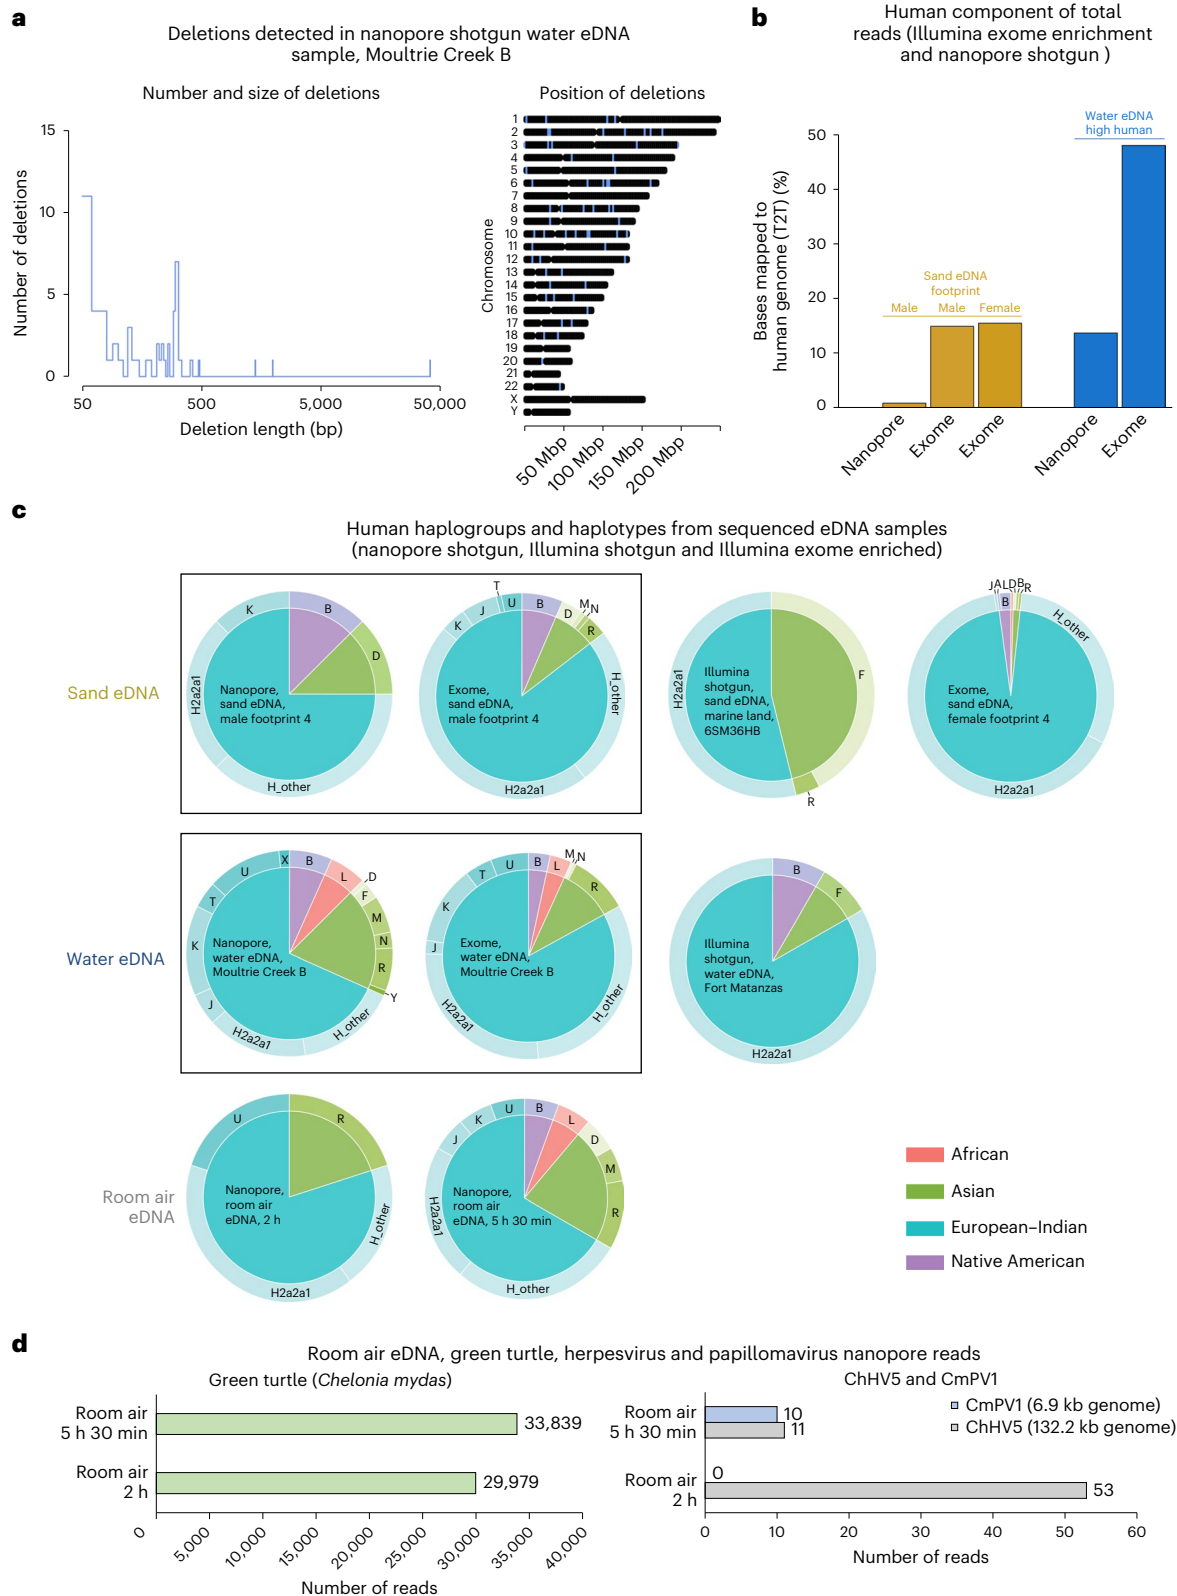 a
Deletions detected in nanopore shotgun water eDNA
sample, Moultrie Creek B
Number and size of deletions
Number of deletions
15
10
5
0
50
500
5,000
50,000
Deletion length (bp)
Position of deletions
Chromosome
1
2
3
4
5
6
7
8
9
10
11
12
13
14
15
16
17
18
19
20
21
22
X
Y
50 Mbp
100 Mbp
150 Mbp
200 Mbp
b
Human component of total
reads (Illumina exome enrichment
and nanopore shotgun )
Bases mapped to
human genome (T2T) (%)
50
40
30
20
10
0
Water eDNA
high human
Sand eDNA
footprint
Male
Male
Female
Nanopore
Exome
Exome
Nanopore
Exome
c
Human haplogroups and haplotypes from sequenced eDNA samples
(nanopore shotgun, Illumina shotgun and Illumina exome enriched)
Sand eDNA
K
B
D
H2a2a1
H_other
Nanopore,
sand eDNA,
male footprint 4
T
U
B
D
M
N
R
J
K
H_other
H2a2a1
Exome,
sand eDNA,
male footprint 4
H2a2a1
F
R
Illumina
shotgun,
sand eDNA,
marine land,
6SM36HB
J
A
L
D
B
R
B
H_other
H2a2a1
Exome,
sand eDNA,
female footprint 4
Water eDNA
X
B
L
D
F
M
N
R
Y
U
T
K
J
H2a2a1
H_other
Nanopore,
water eDNA,
Moultrie Creek B
U
B
L
M
N
R
T
K
J
H2a2a1
H_other
Exome,
water eDNA,
Moultrie Creek B
B
F
H2a2a1
Illumina
shotgun,
water eDNA,
Fort Matanzas
Room air
eDNA
U
R
H_other
H2a2a1
Nanopore,
room air
eDNA, 2 h
U
B
L
D
M
R
K
J
H2a2a1
H_other
Nanopore,
room air
eDNA, 5 h 30 min
African
Asian
European–Indian
Native American
d
Room air eDNA, green turtle, herpesvirus and papillomavirus nanopore reads
Green turtle (Chelonia mydas)
Room air
5 h 30 min
33,839
Room air
2 h
29,979
0
5,000
10,000
15,000
20,000
25,000
30,000
35,000
40,000
Number of reads
ChHV5 and CmPV1
CmPV1 (6.9 kb genome)
ChHV5 (132.2 kb genome)
Room air
5 h 30 min
10
11
Room air
2 h
0
53
0
10
20
30
40
50
60
Number of reads